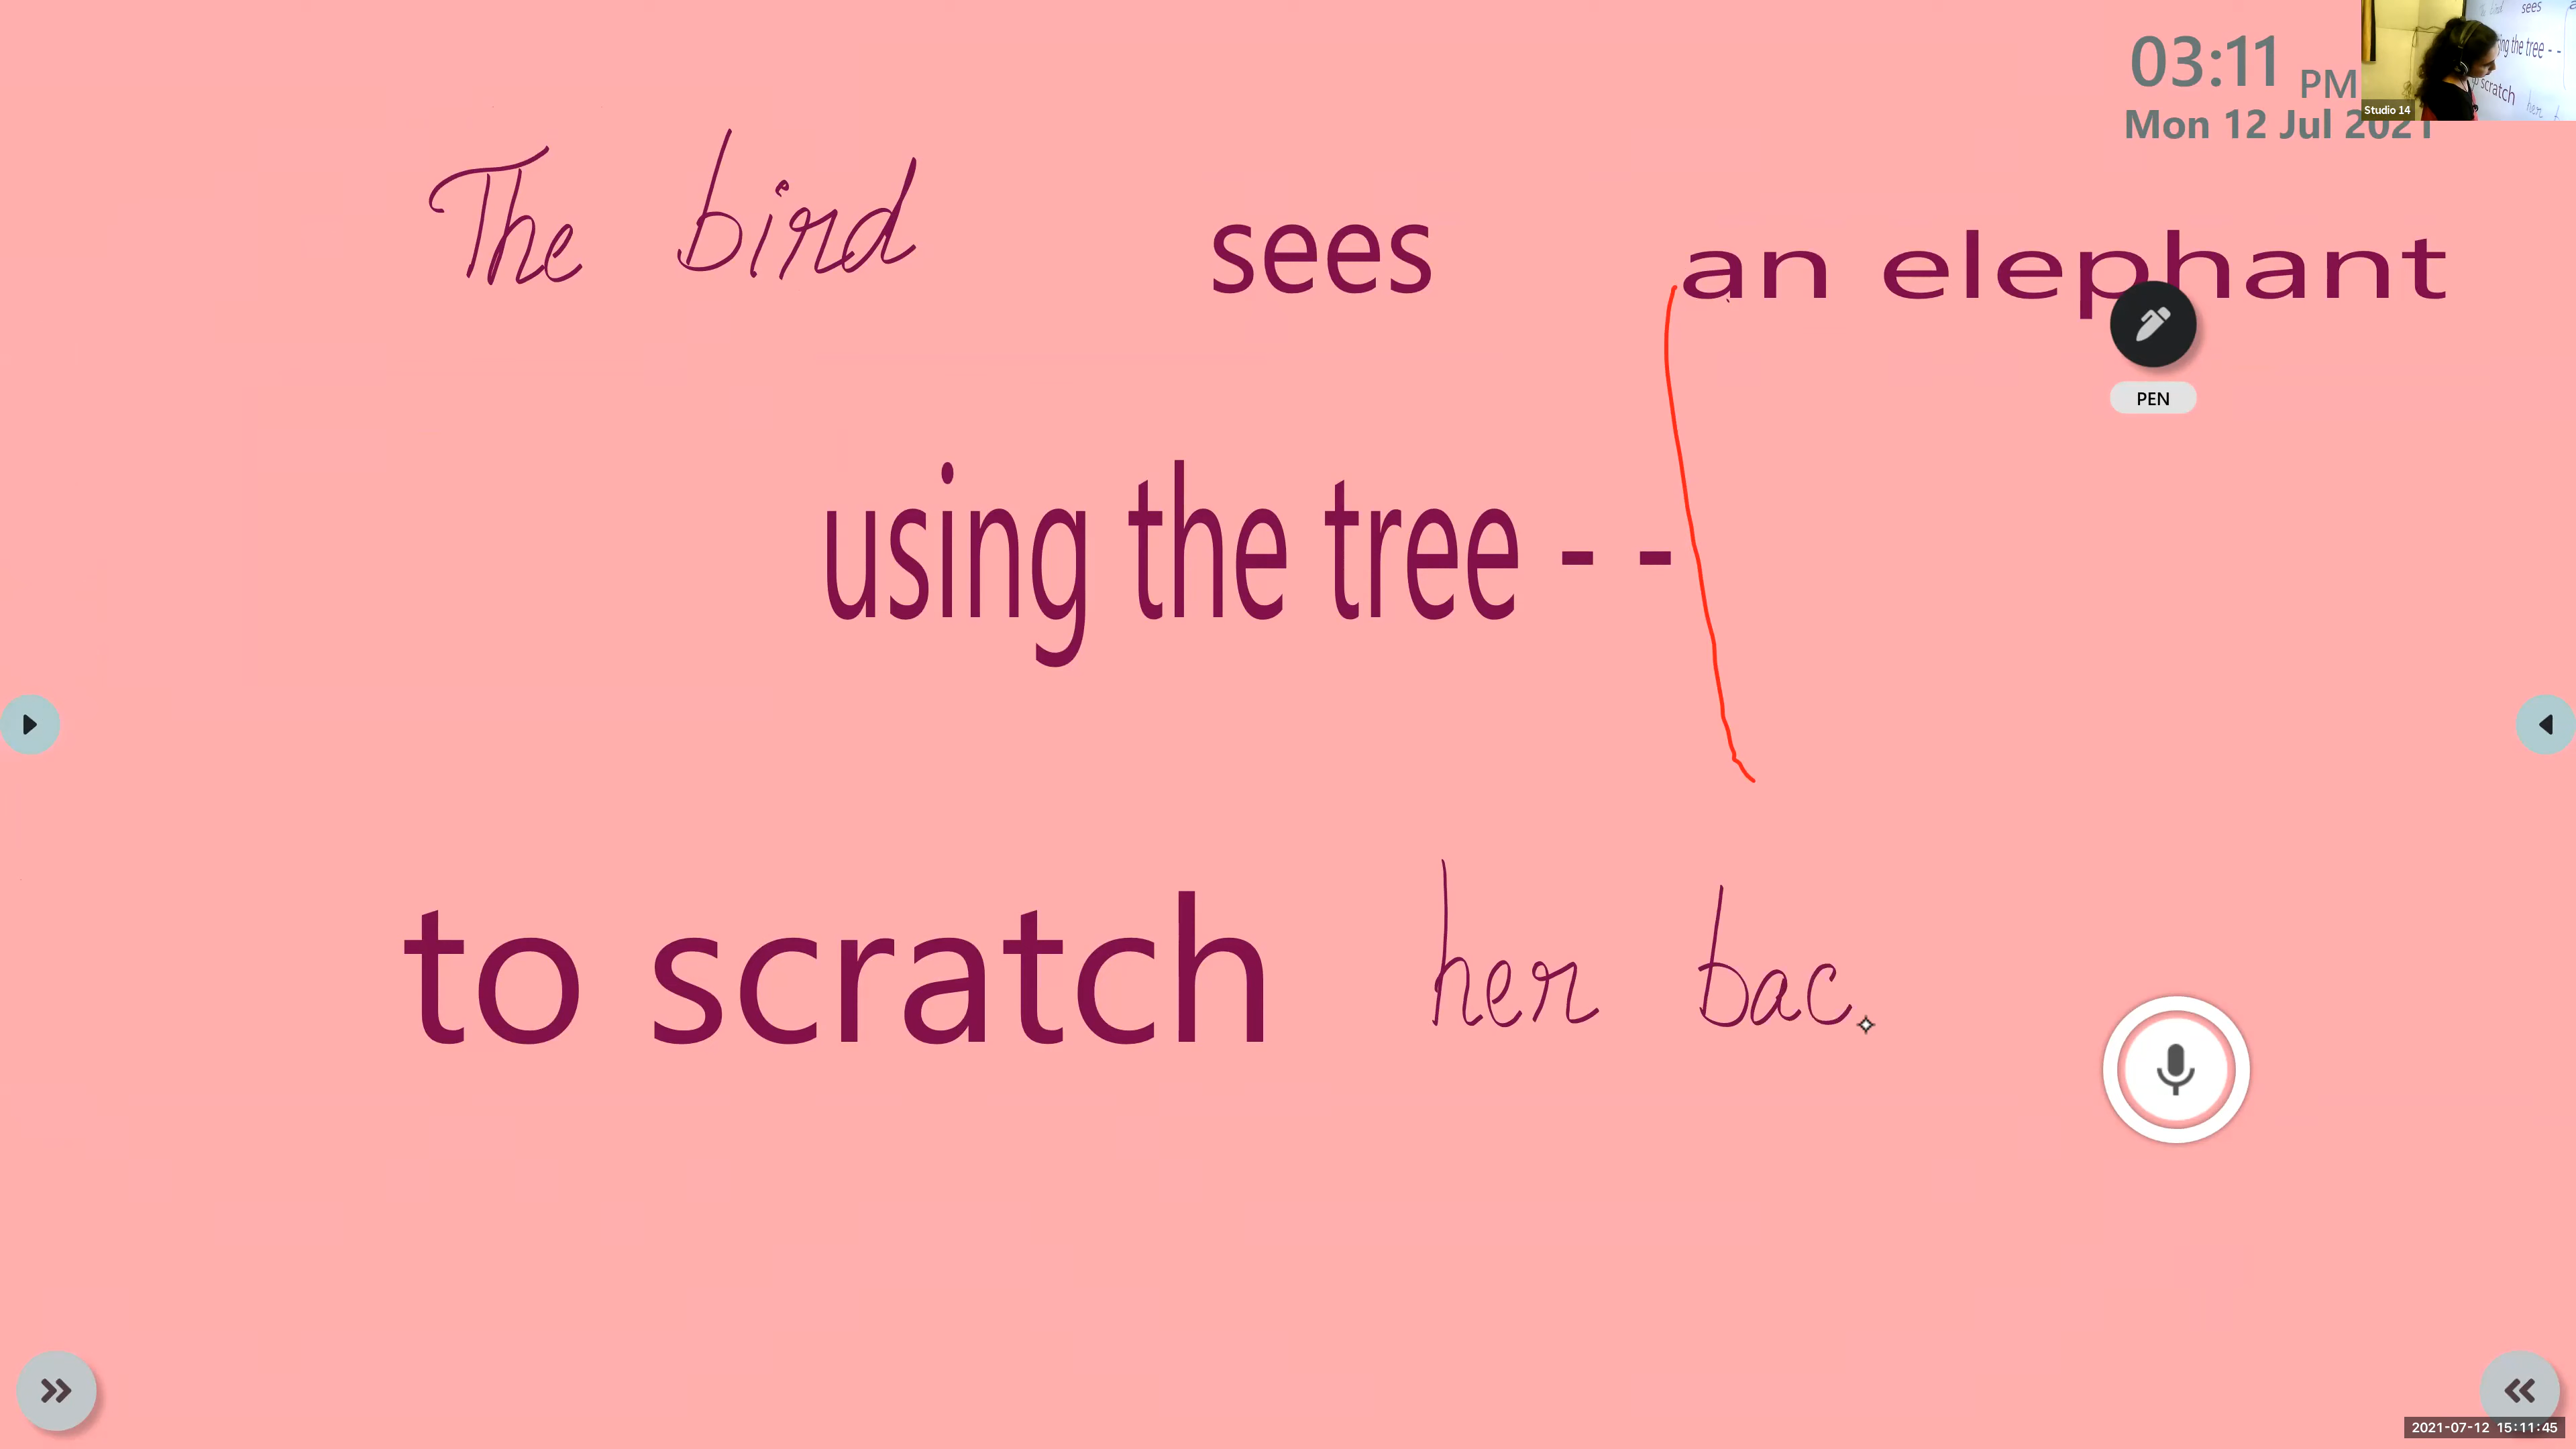 03:11 PM
Mon 12 Jul 2021
Studio 14
The bird sees an elephant
PEN
using the tree - -
to scratch her bac.
2021-07-12 15:11:45